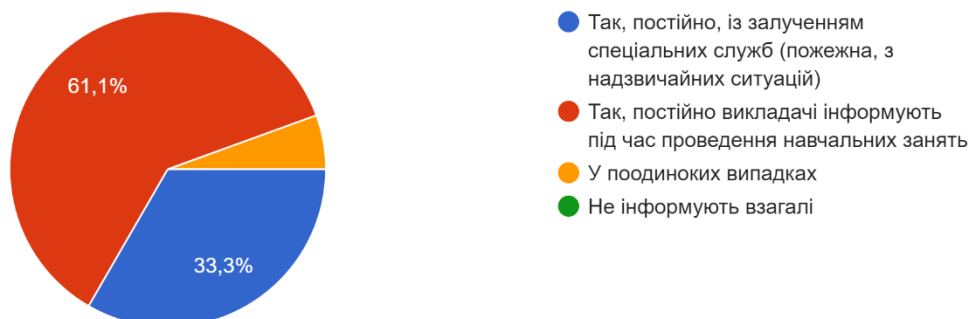 61,1%
33,3%
Так, постійно, із залученням
спеціальних служб (пожежна, з
надзвичайних ситуацій)
Так, постійно викладачі інформують
під час проведення навчальних занять
У поодиноких випадках
Не інформують взагалі